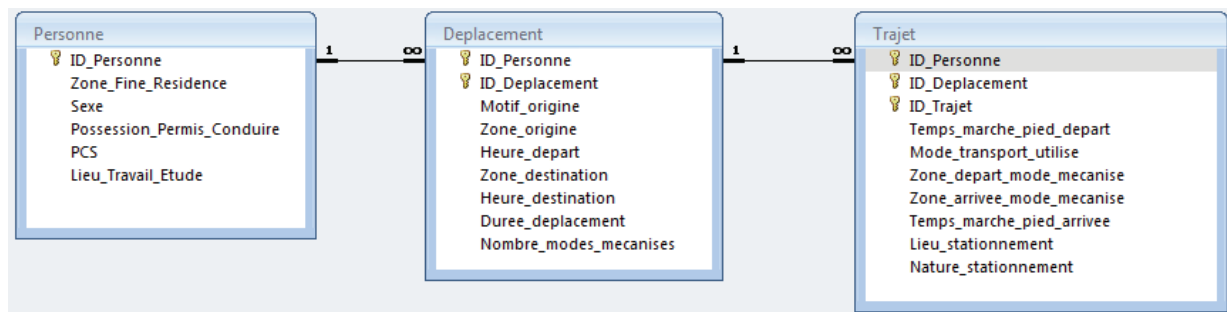 Personne
ID_Personne
Zone_Fine_Residence
Sexe
Possession_Permis_Conduire
PCS
Lieu_Travail_Etude
1
∞
Deplacement
ID_Personne
ID_Deplacement
Motif_origine
Zone_origine
Heure_depart
Zone_destination
Heure_destination
Duree_deplacement
Nombre_modes_mecanises
1
∞
Trajet
ID_Personne
ID_Deplacement
ID_Trajet
Temps_marche_pied_depart
Mode_transport_utilise
Zone_depart_mode_mecanise
Zone_arrivee_mode_mecanise
Temps_marche_pied_arrivee
Lieu_stationnement
Nature_stationnement